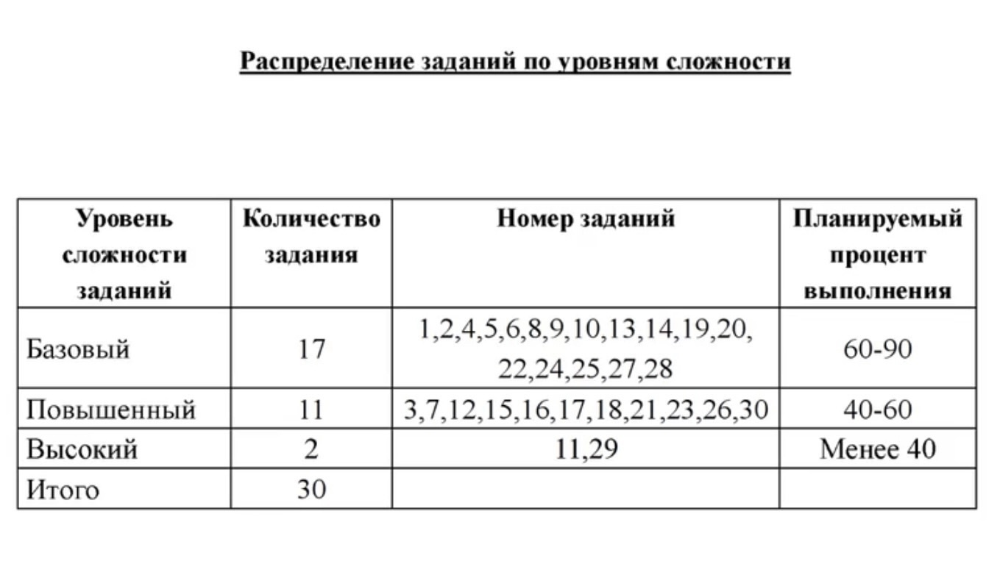 Распределение заданий по уровням сложности
Уровень сложности заданий
Количество задания
Номер заданий
Планируемый процент выполнения
Базовый
17
1,2,4,5,6,8,9,10,13,14,19,20,
22,24,25,27,28
60-90
Повышенный
11
3,7,12,15,16,17,18,21,23,26,30
40-60
Высокий
2
11,29
Менее 40
Итого
30